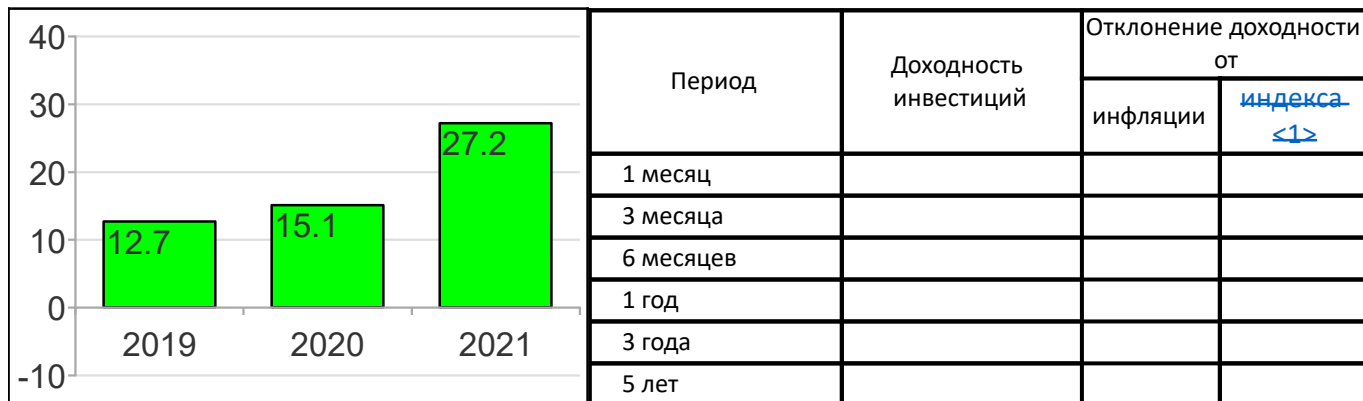 40
30
20
10
0
-10
12.7
15.1
27.2
2019
2020
2021
Период
Доходность
инвестиций
Отклонение доходности
от
инфляции
индекса
<1>
1 месяц
3 месяца
6 месяцев
1 год
3 года
5 лет